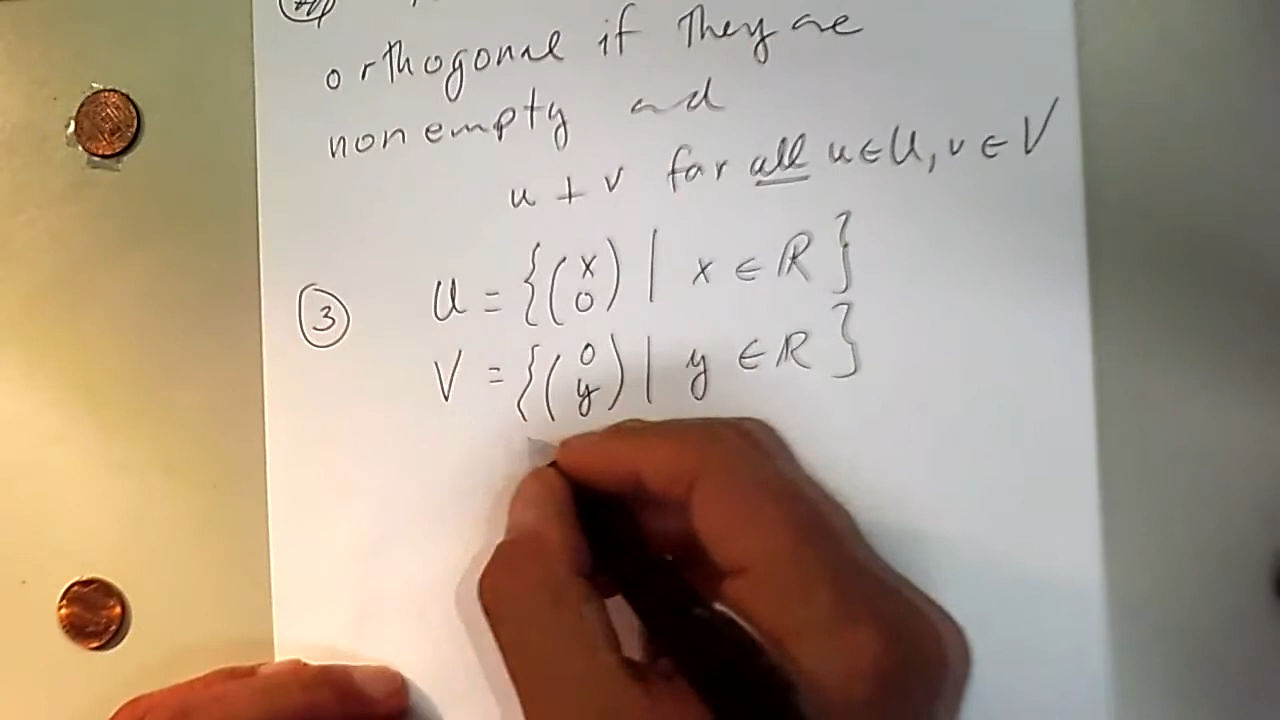 orthogonal if They are
nonempty and
u ⊥ v for all u ∈ U, v ∈ V
③ U = {(x 0) | x ∈ ℝ}
V = {(0 y) | y ∈ ℝ}